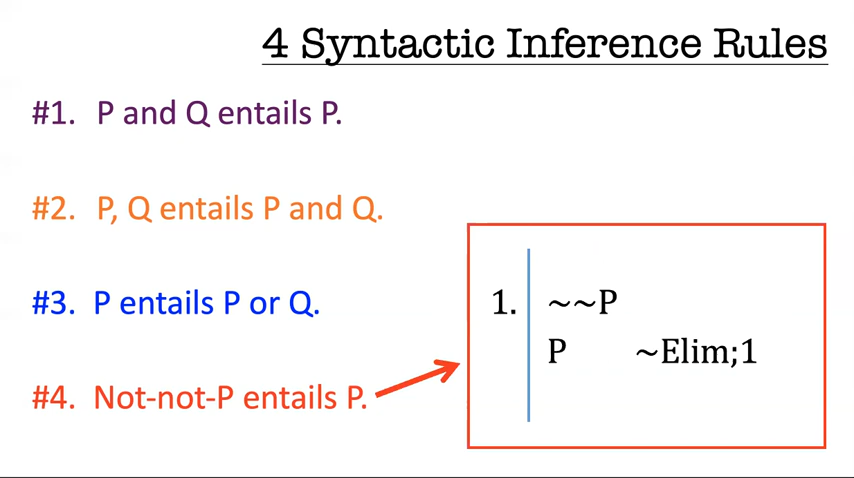 4 Syntactic Inference Rules
#1. P and Q entails P.
#2. P, Q entails P and Q.
#3. P entails P or Q.
#4. Not-not-P entails P.
1. ~~P
P ~Elim;1